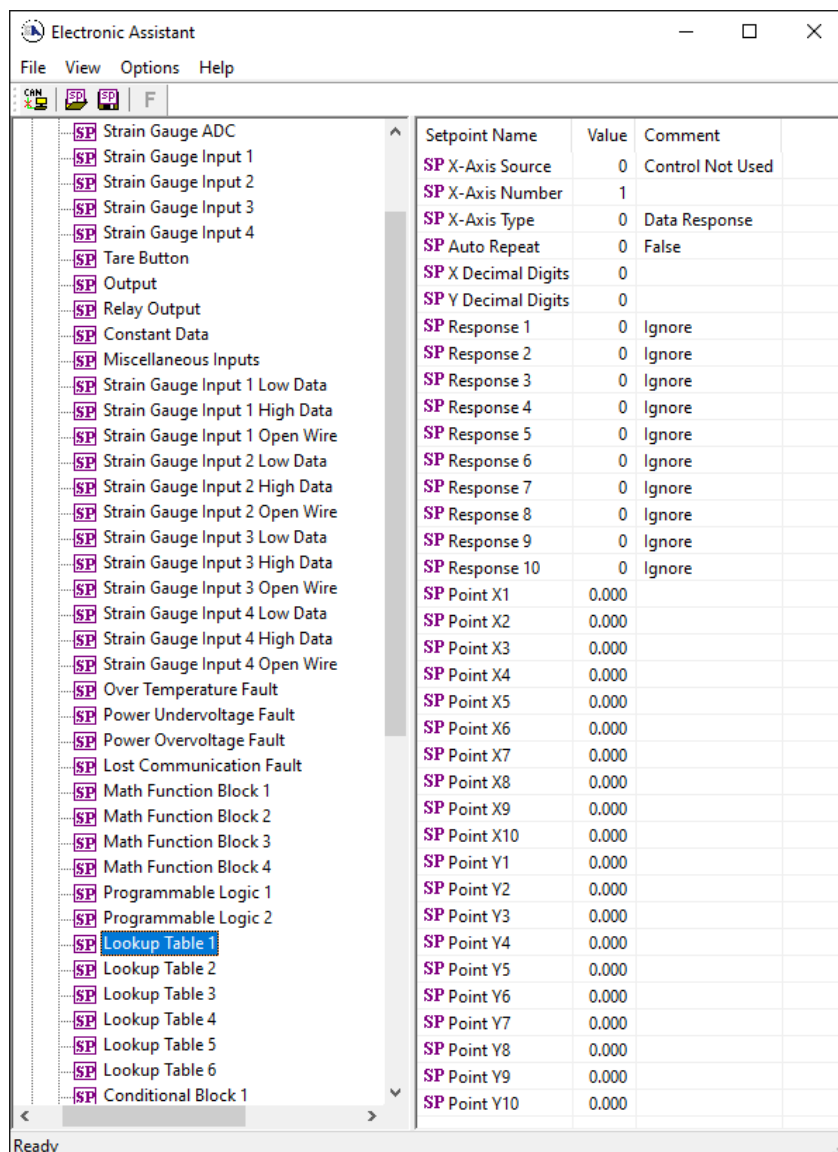 Electronic Assistant
File View Options Help
CAN SP SP F
SP Strain Gauge ADC
SP Strain Gauge Input 1
SP Strain Gauge Input 2
SP Strain Gauge Input 3
SP Strain Gauge Input 4
SP Tare Button
SP Output
SP Relay Output
SP Constant Data
SP Miscellaneous Inputs
SP Strain Gauge Input 1 Low Data
SP Strain Gauge Input 1 High Data
SP Strain Gauge Input 1 Open Wire
SP Strain Gauge Input 2 Low Data
SP Strain Gauge Input 2 High Data
SP Strain Gauge Input 2 Open Wire
SP Strain Gauge Input 3 Low Data
SP Strain Gauge Input 3 High Data
SP Strain Gauge Input 3 Open Wire
SP Strain Gauge Input 4 Low Data
SP Strain Gauge Input 4 High Data
SP Strain Gauge Input 4 Open Wire
SP Over Temperature Fault
SP Power Undervoltage Fault
SP Power Overvoltage Fault
SP Lost Communication Fault
SP Math Function Block 1
SP Math Function Block 2
SP Math Function Block 3
SP Math Function Block 4
SP Programmable Logic 1
SP Programmable Logic 2
SP Lookup Table 1
SP Lookup Table 2
SP Lookup Table 3
SP Lookup Table 4
SP Lookup Table 5
SP Lookup Table 6
SP Conditional Block 1
Setpoint Name Value Comment
SP X-Axis Source 0 Control Not Used
SP X-Axis Number 1
SP X-Axis Type 0 Data Response
SP Auto Repeat 0 False
SP X Decimal Digits 0
SP Y Decimal Digits 0
SP Response 1 0 Ignore
SP Response 2 0 Ignore
SP Response 3 0 Ignore
SP Response 4 0 Ignore
SP Response 5 0 Ignore
SP Response 6 0 Ignore
SP Response 7 0 Ignore
SP Response 8 0 Ignore
SP Response 9 0 Ignore
SP Response 10 0 Ignore
SP Point X1 0.000
SP Point X2 0.000
SP Point X3 0.000
SP Point X4 0.000
SP Point X5 0.000
SP Point X6 0.000
SP Point X7 0.000
SP Point X8 0.000
SP Point X9 0.000
SP Point X10 0.000
SP Point Y1 0.000
SP Point Y2 0.000
SP Point Y3 0.000
SP Point Y4 0.000
SP Point Y5 0.000
SP Point Y6 0.000
SP Point Y7 0.000
SP Point Y8 0.000
SP Point Y9 0.000
SP Point Y10 0.000
Ready